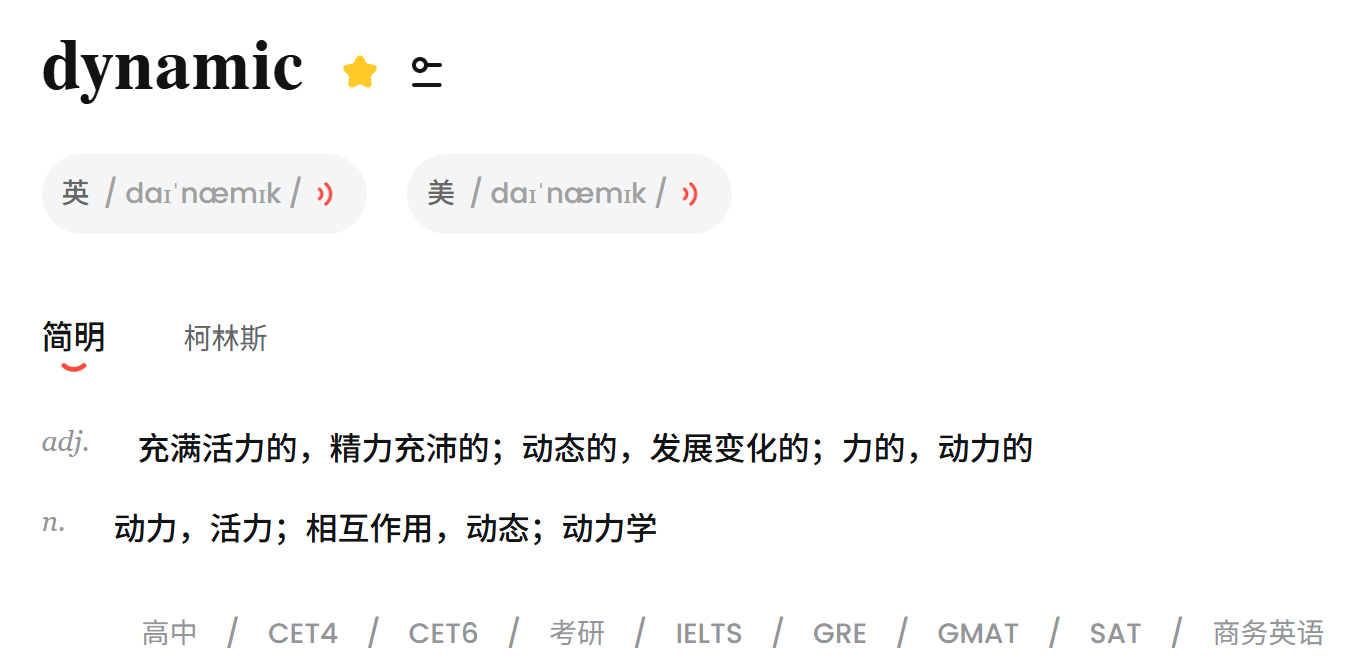 dynamic
英 / daɪˈnæmɪk / 美 / daɪˈnæmɪk /
简明 柯林斯
adj. 充满活力的，精力充沛的；动态的，发展变化的；力的，动力的
n. 动力，活力；相互作用，动态；动力学
高中 / CET4 / CET6 / 考研 / IELTS / GRE / GMAT / SAT / 商务英语